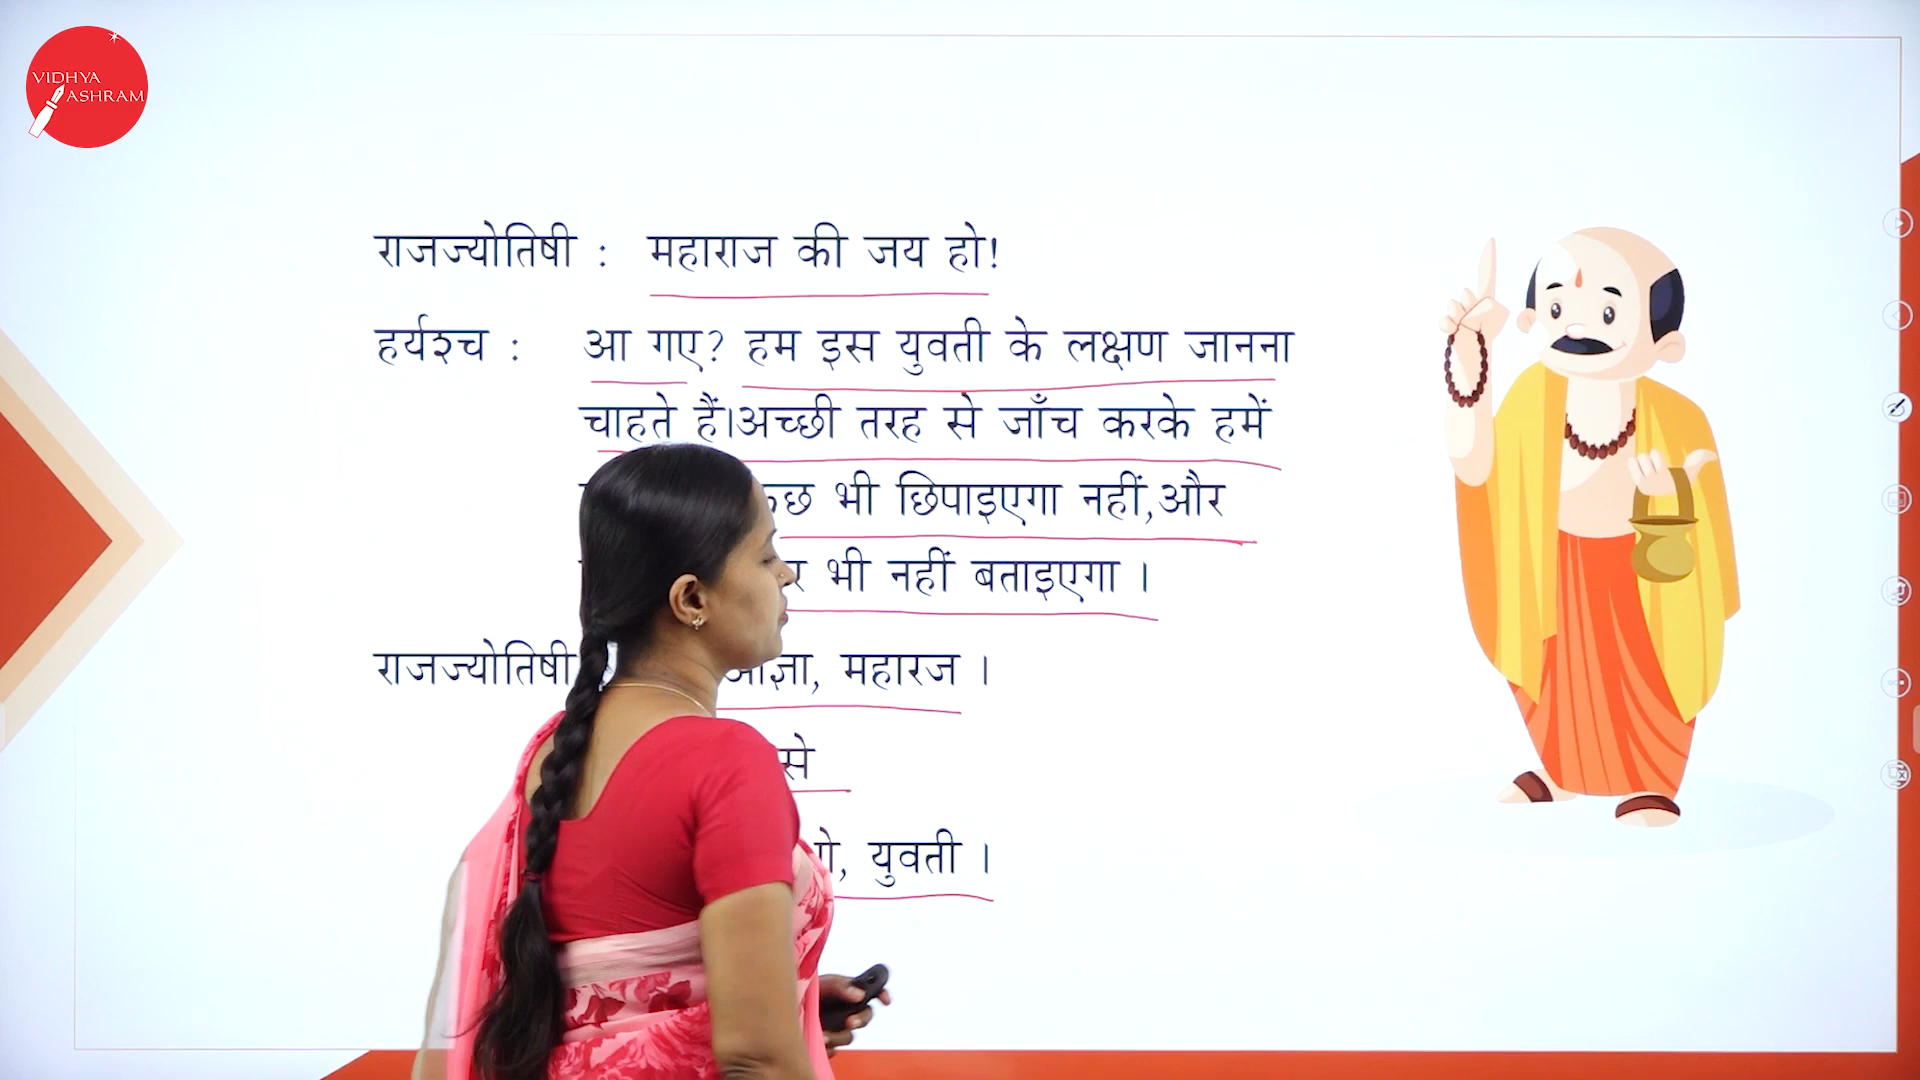 VIDHYA
ASHRAM
राजज्योतिषी : महाराज की जय हो!
हर्यश्च : आ गए? हम इस युवती के लक्षण जानना
चाहते हैं।अच्छी तरह से जाँच करके हमें
भी छिपाइएगा नहीं,और
भी नहीं बताइएगा ।
राजज्योतिषी आज्ञा, महारज ।
से
युवती ।